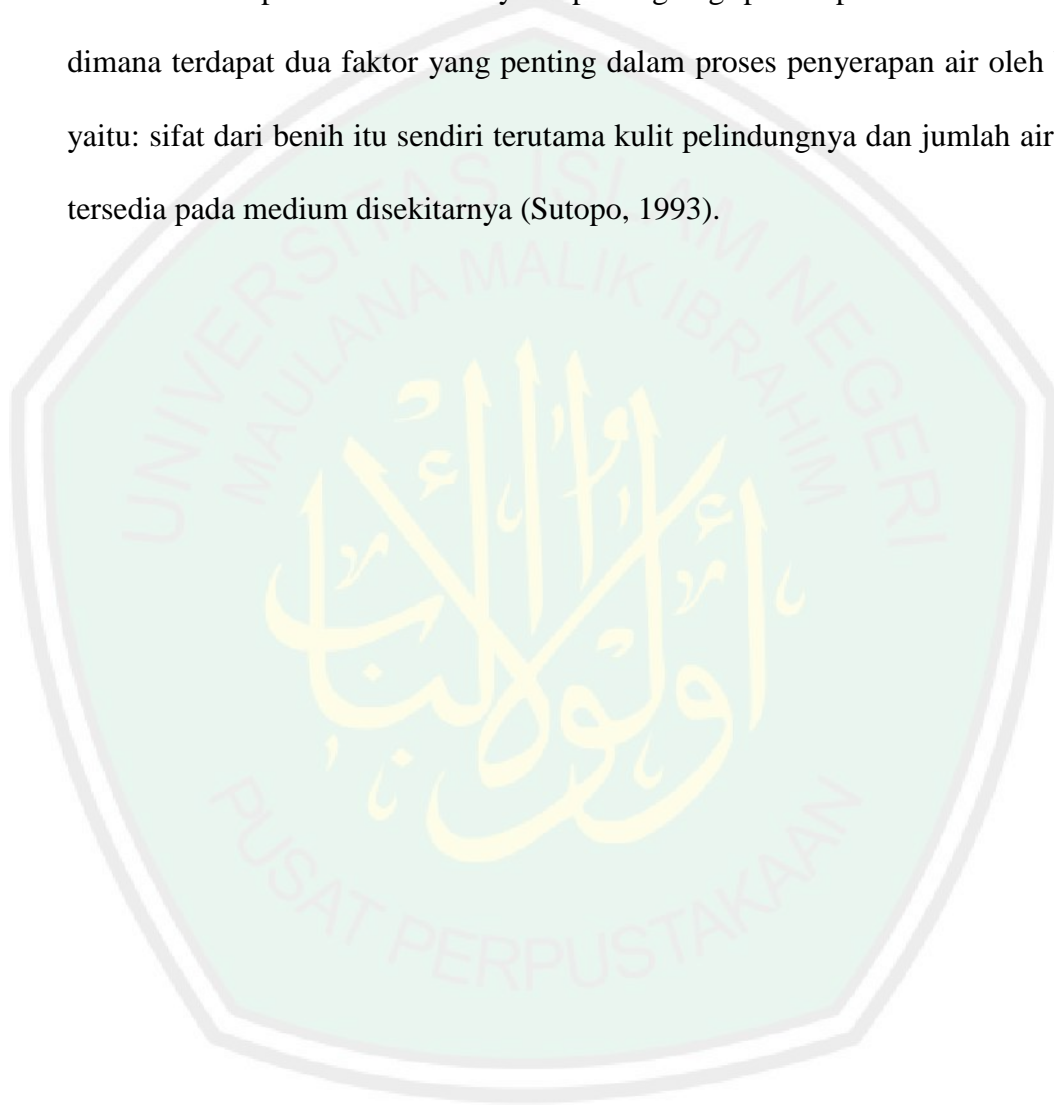 dimana terdapat dua faktor yang penting dalam proses penyerapan air oleh
yaitu: sifat dari benih itu sendiri terutama kulit pelindungnya dan jumlah air
tersedia pada medium disekitarnya (Sutopo, 1993).
UNIVERSITAS ISLAM NEGERI
MAULANA MALIK IBRAHIM
أولوا الألباب
PUSAT PERPUSTAKAAN